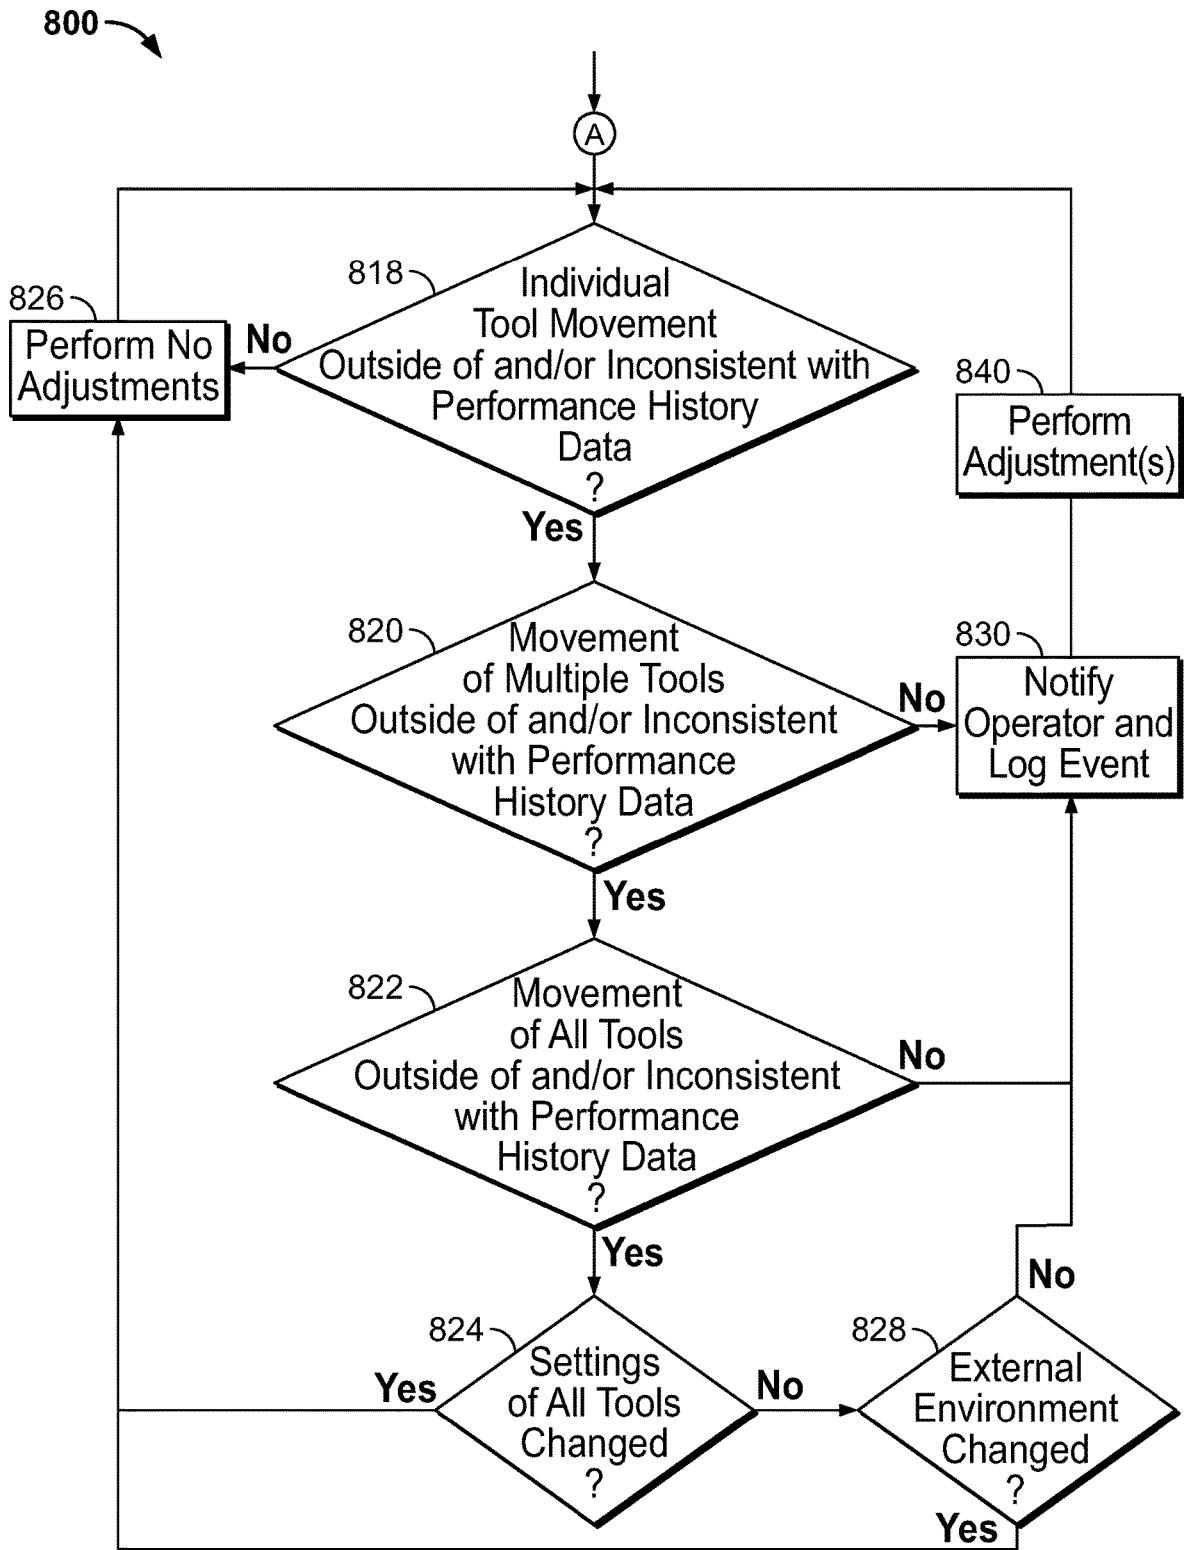 800
A
818
Individual
Tool Movement
Outside of and/or Inconsistent with
Performance History
Data
?
No
Yes
826
Perform No
Adjustments
840
Perform
Adjustment(s)
820
Movement
of Multiple Tools
Outside of and/or Inconsistent
with Performance
History Data
?
No
Yes
830
Notify
Operator and
Log Event
822
Movement
of All Tools
Outside of and/or Inconsistent
with Performance
History Data
?
No
Yes
824
Settings
of All Tools
Changed
?
Yes
No
828
External
Environment
Changed
?
No
Yes